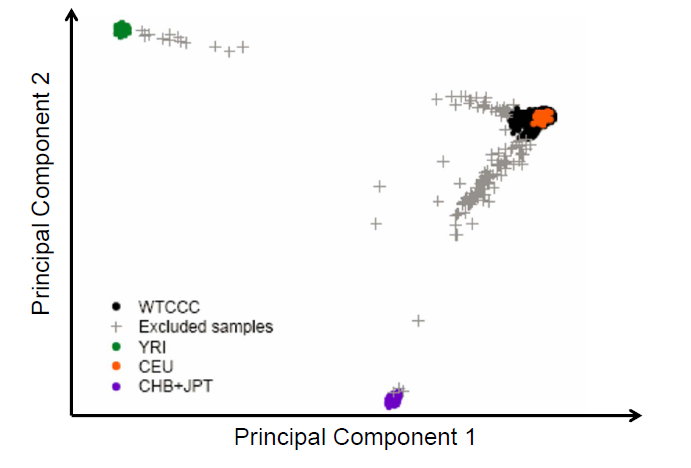 Principal Component 2
WTCCC
Excluded samples
YRI
CEU
CHB+JPT
Principal Component 1